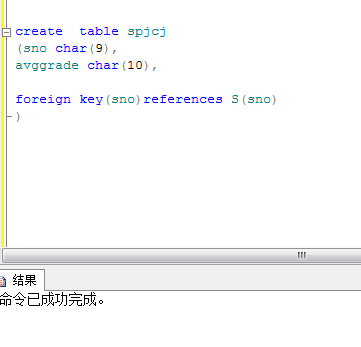 create  table spjcj
(sno char(9),
avggrade char(10),
foreign key(sno)references S(sno)
)
结果
命令已成功完成。